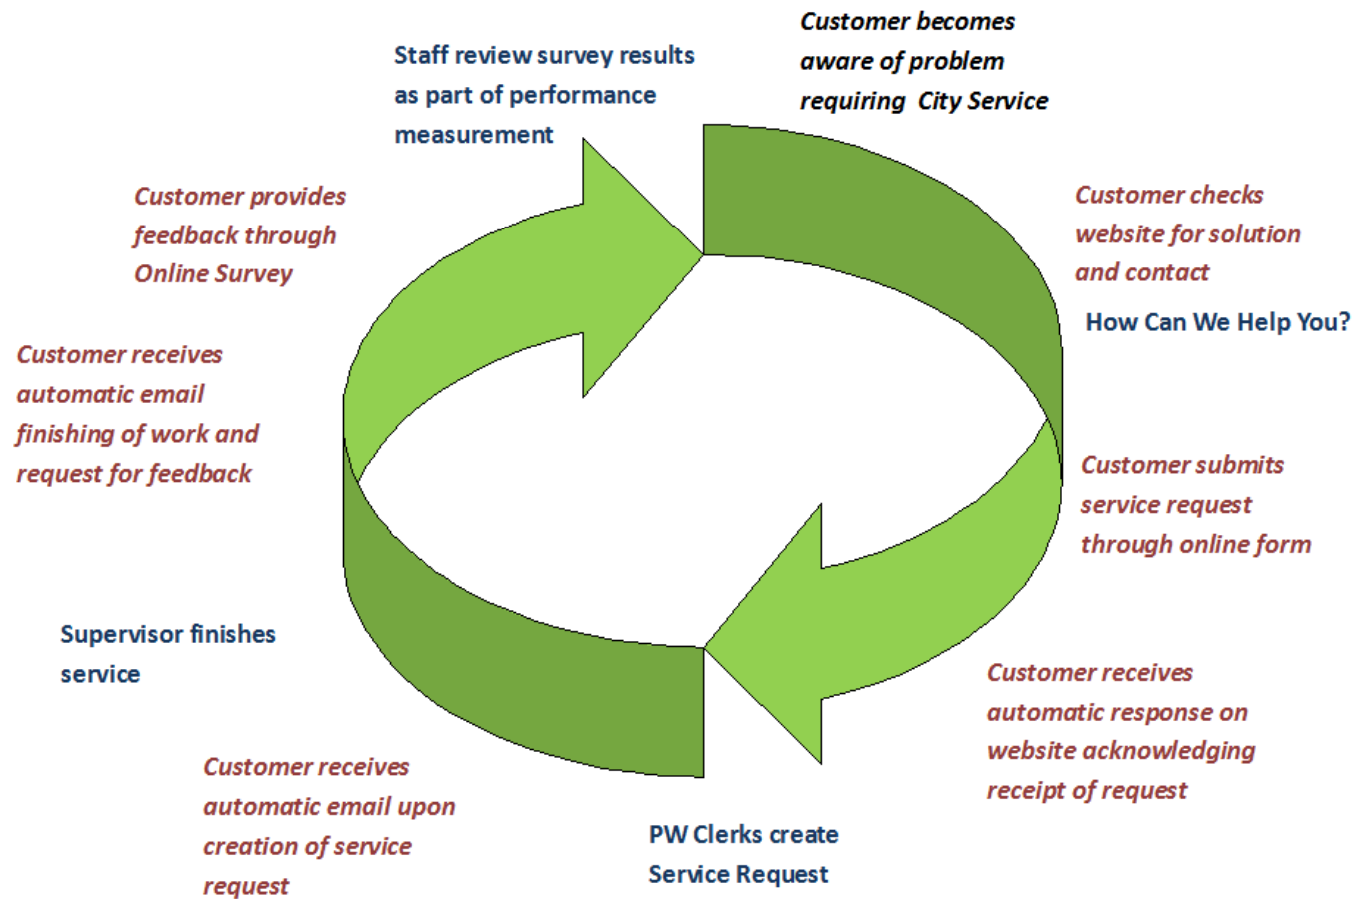 Customer becomes
aware of problem
requiring City Service
Customer checks
website for solution
and contact
How Can We Help You?
Customer submits
service request
through online form
Customer receives
automatic response on
website acknowledging
receipt of request
PW Clerks create
Service Request
Customer receives
automatic email upon
creation of service
request
Supervisor finishes
service
Customer receives
automatic email
finishing of work and
request for feedback
Customer provides
feedback through
Online Survey
Staff review survey results
as part of performance
measurement